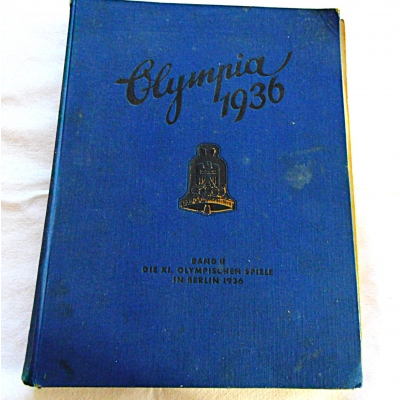 Olympia
1936
BAND II
DIE XI. OLYMPISCHEN SPIELE
IN BERLIN 1936